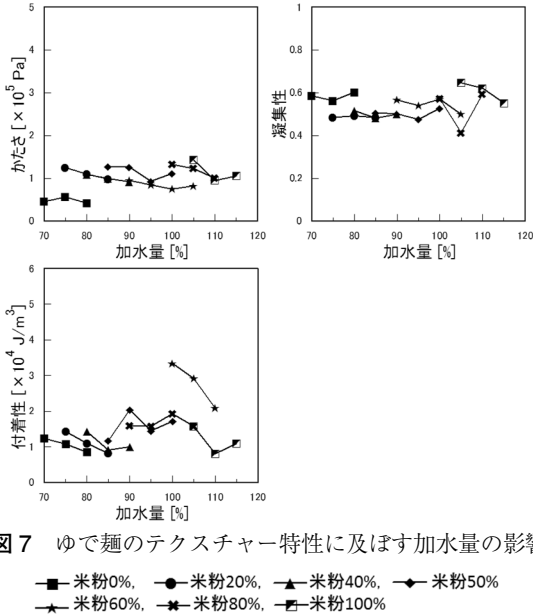 5
4
3
2
1
0
かたさ[×10⁵ Pa]
70 80 90 100 110 120
加水量[%]
1
0.8
0.6
0.4
0.2
0
凝集性
70 80 90 100 110 120
加水量[%]
6
5
4
3
2
1
0
付着性[×10⁴ J/m³]
70 80 90 100 110 120
加水量[%]
図7 ゆで麺のテクスチャー特性に及ぼす加水量の影響
米粉0%, 米粉20%, 米粉40%, 米粉50%
米粉60%, 米粉80%, 米粉100%